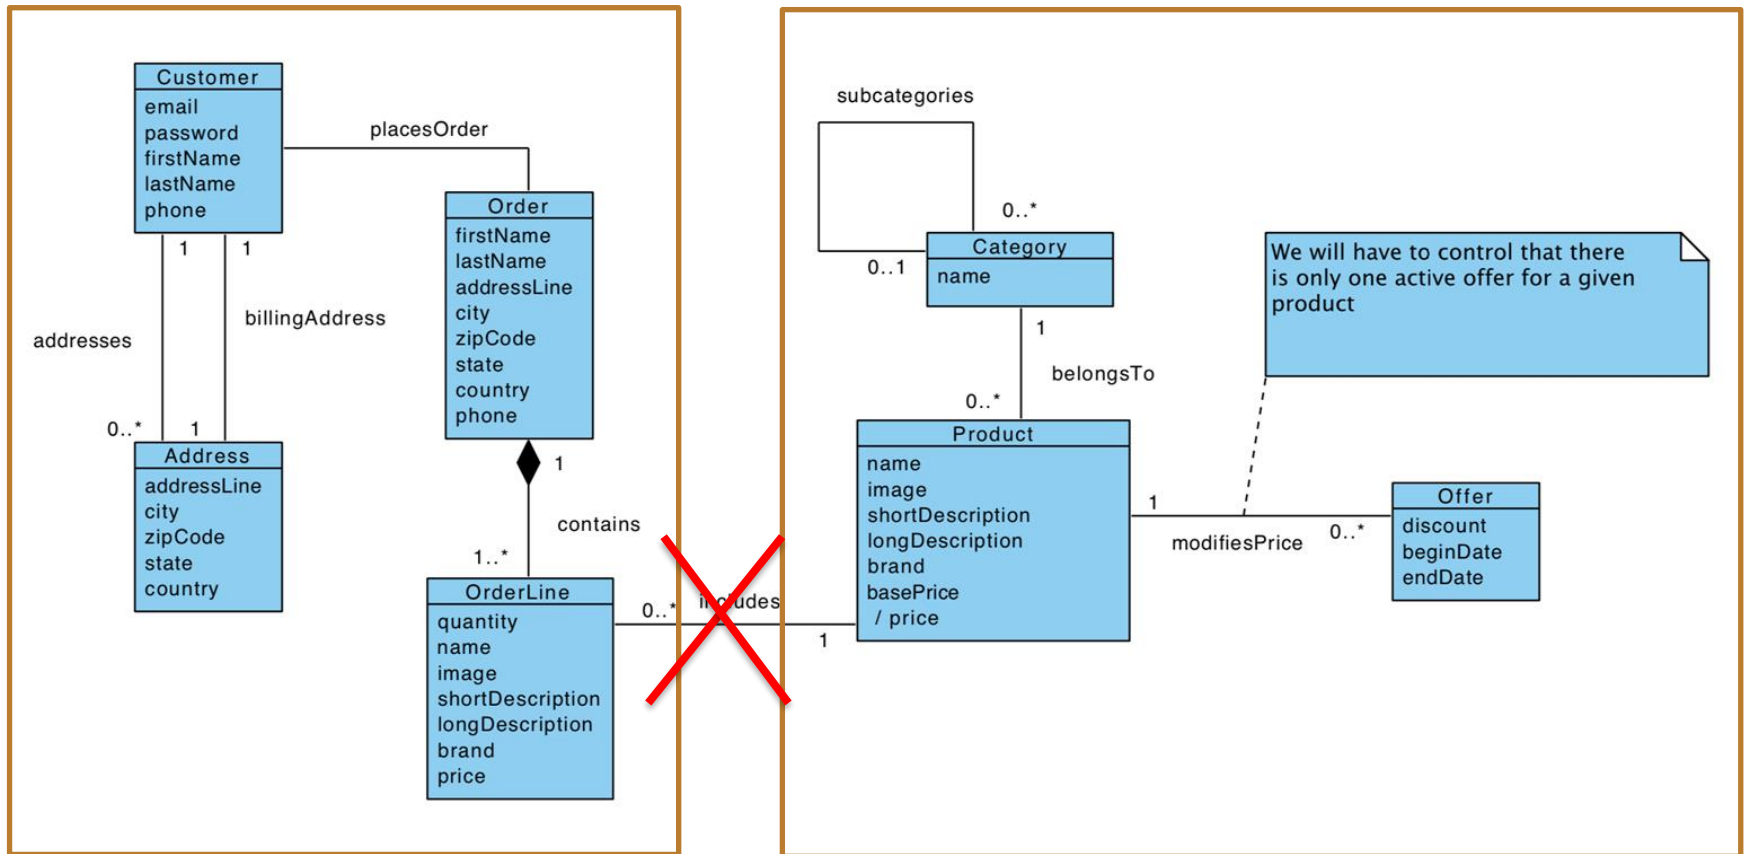 Customer
email
password
firstName
lastName
phone
placesOrder
Order
firstName
lastName
addressLine
city
zipCode
state
country
phone
1
1
addresses
billingAddress
0..*
1
Address
addressLine
city
zipCode
state
country
1
contains
1..*
OrderLine
quantity
name
image
shortDescription
longDescription
brand
price
0..*
includes
1
subcategories
0..*
0..1
Category
name
1
belongsTo
0..*
Product
name
image
shortDescription
longDescription
brand
basePrice
/ price
We will have to control that there
is only one active offer for a given
product
1
modifiesPrice
0..*
Offer
discount
beginDate
endDate